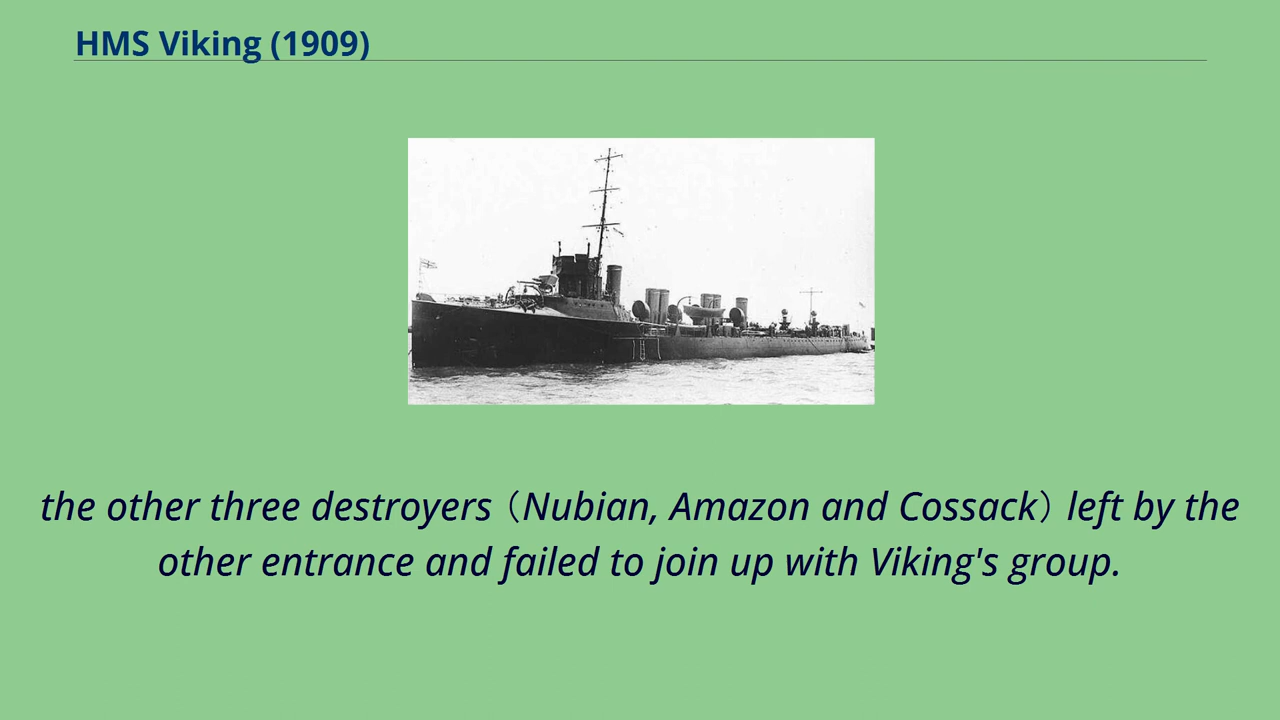 HMS Viking (1909)
the other three destroyers（Nubian, Amazon and Cossack）left by the
other entrance and failed to join up with Viking's group.